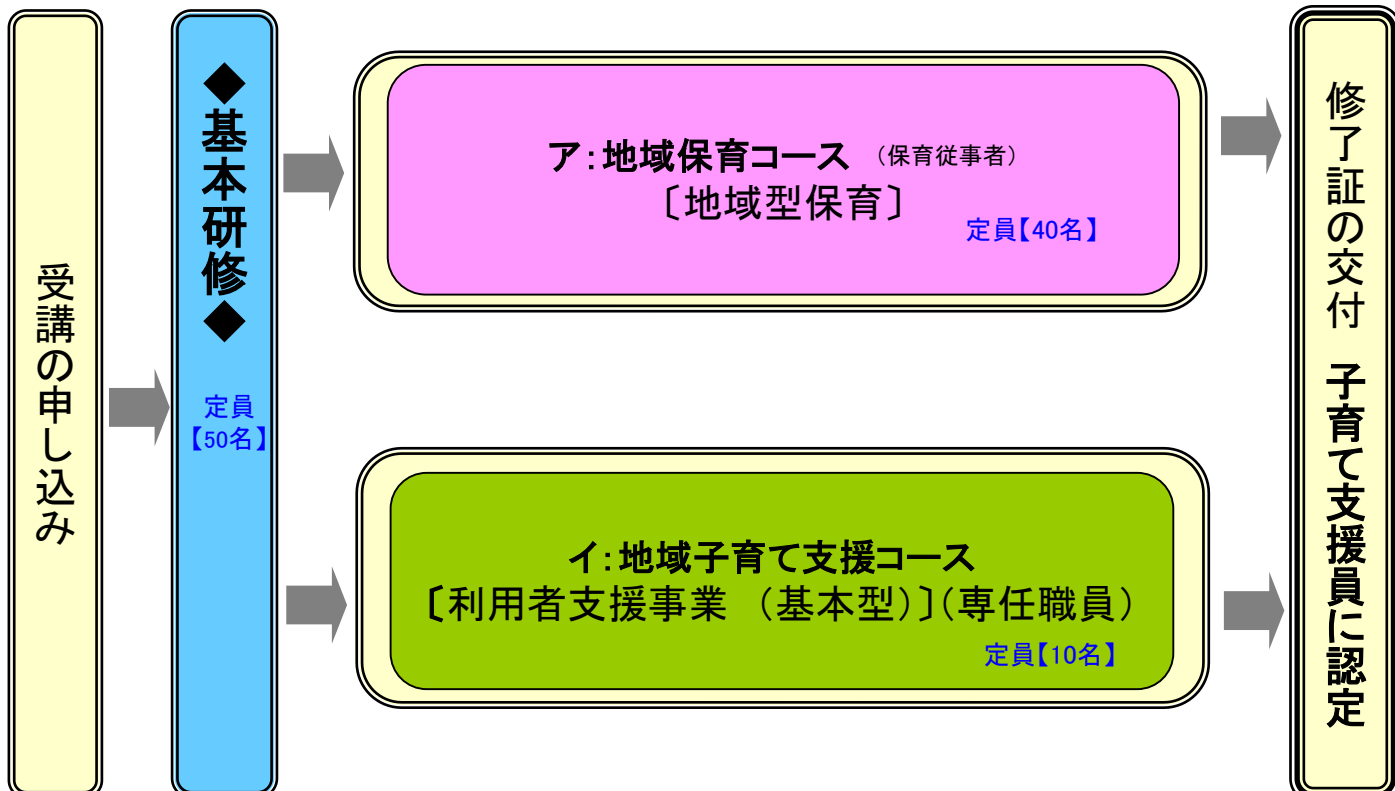 受講の申し込み
◆基本研修◆
定員
【50名】
ア:地域保育コース (保育従事者)
〔地域型保育〕
定員【40名】
イ:地域子育て支援コース
〔利用者支援事業 (基本型)〕(専任職員)
定員【10名】
修了証の交付 子育て支援員に認定